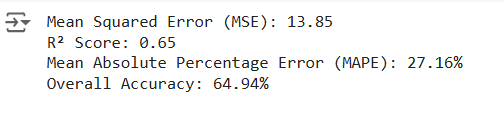 Mean Squared Error (MSE): 13.85
R² Score: 0.65
Mean Absolute Percentage Error (MAPE): 27.16%
Overall Accuracy: 64.94%